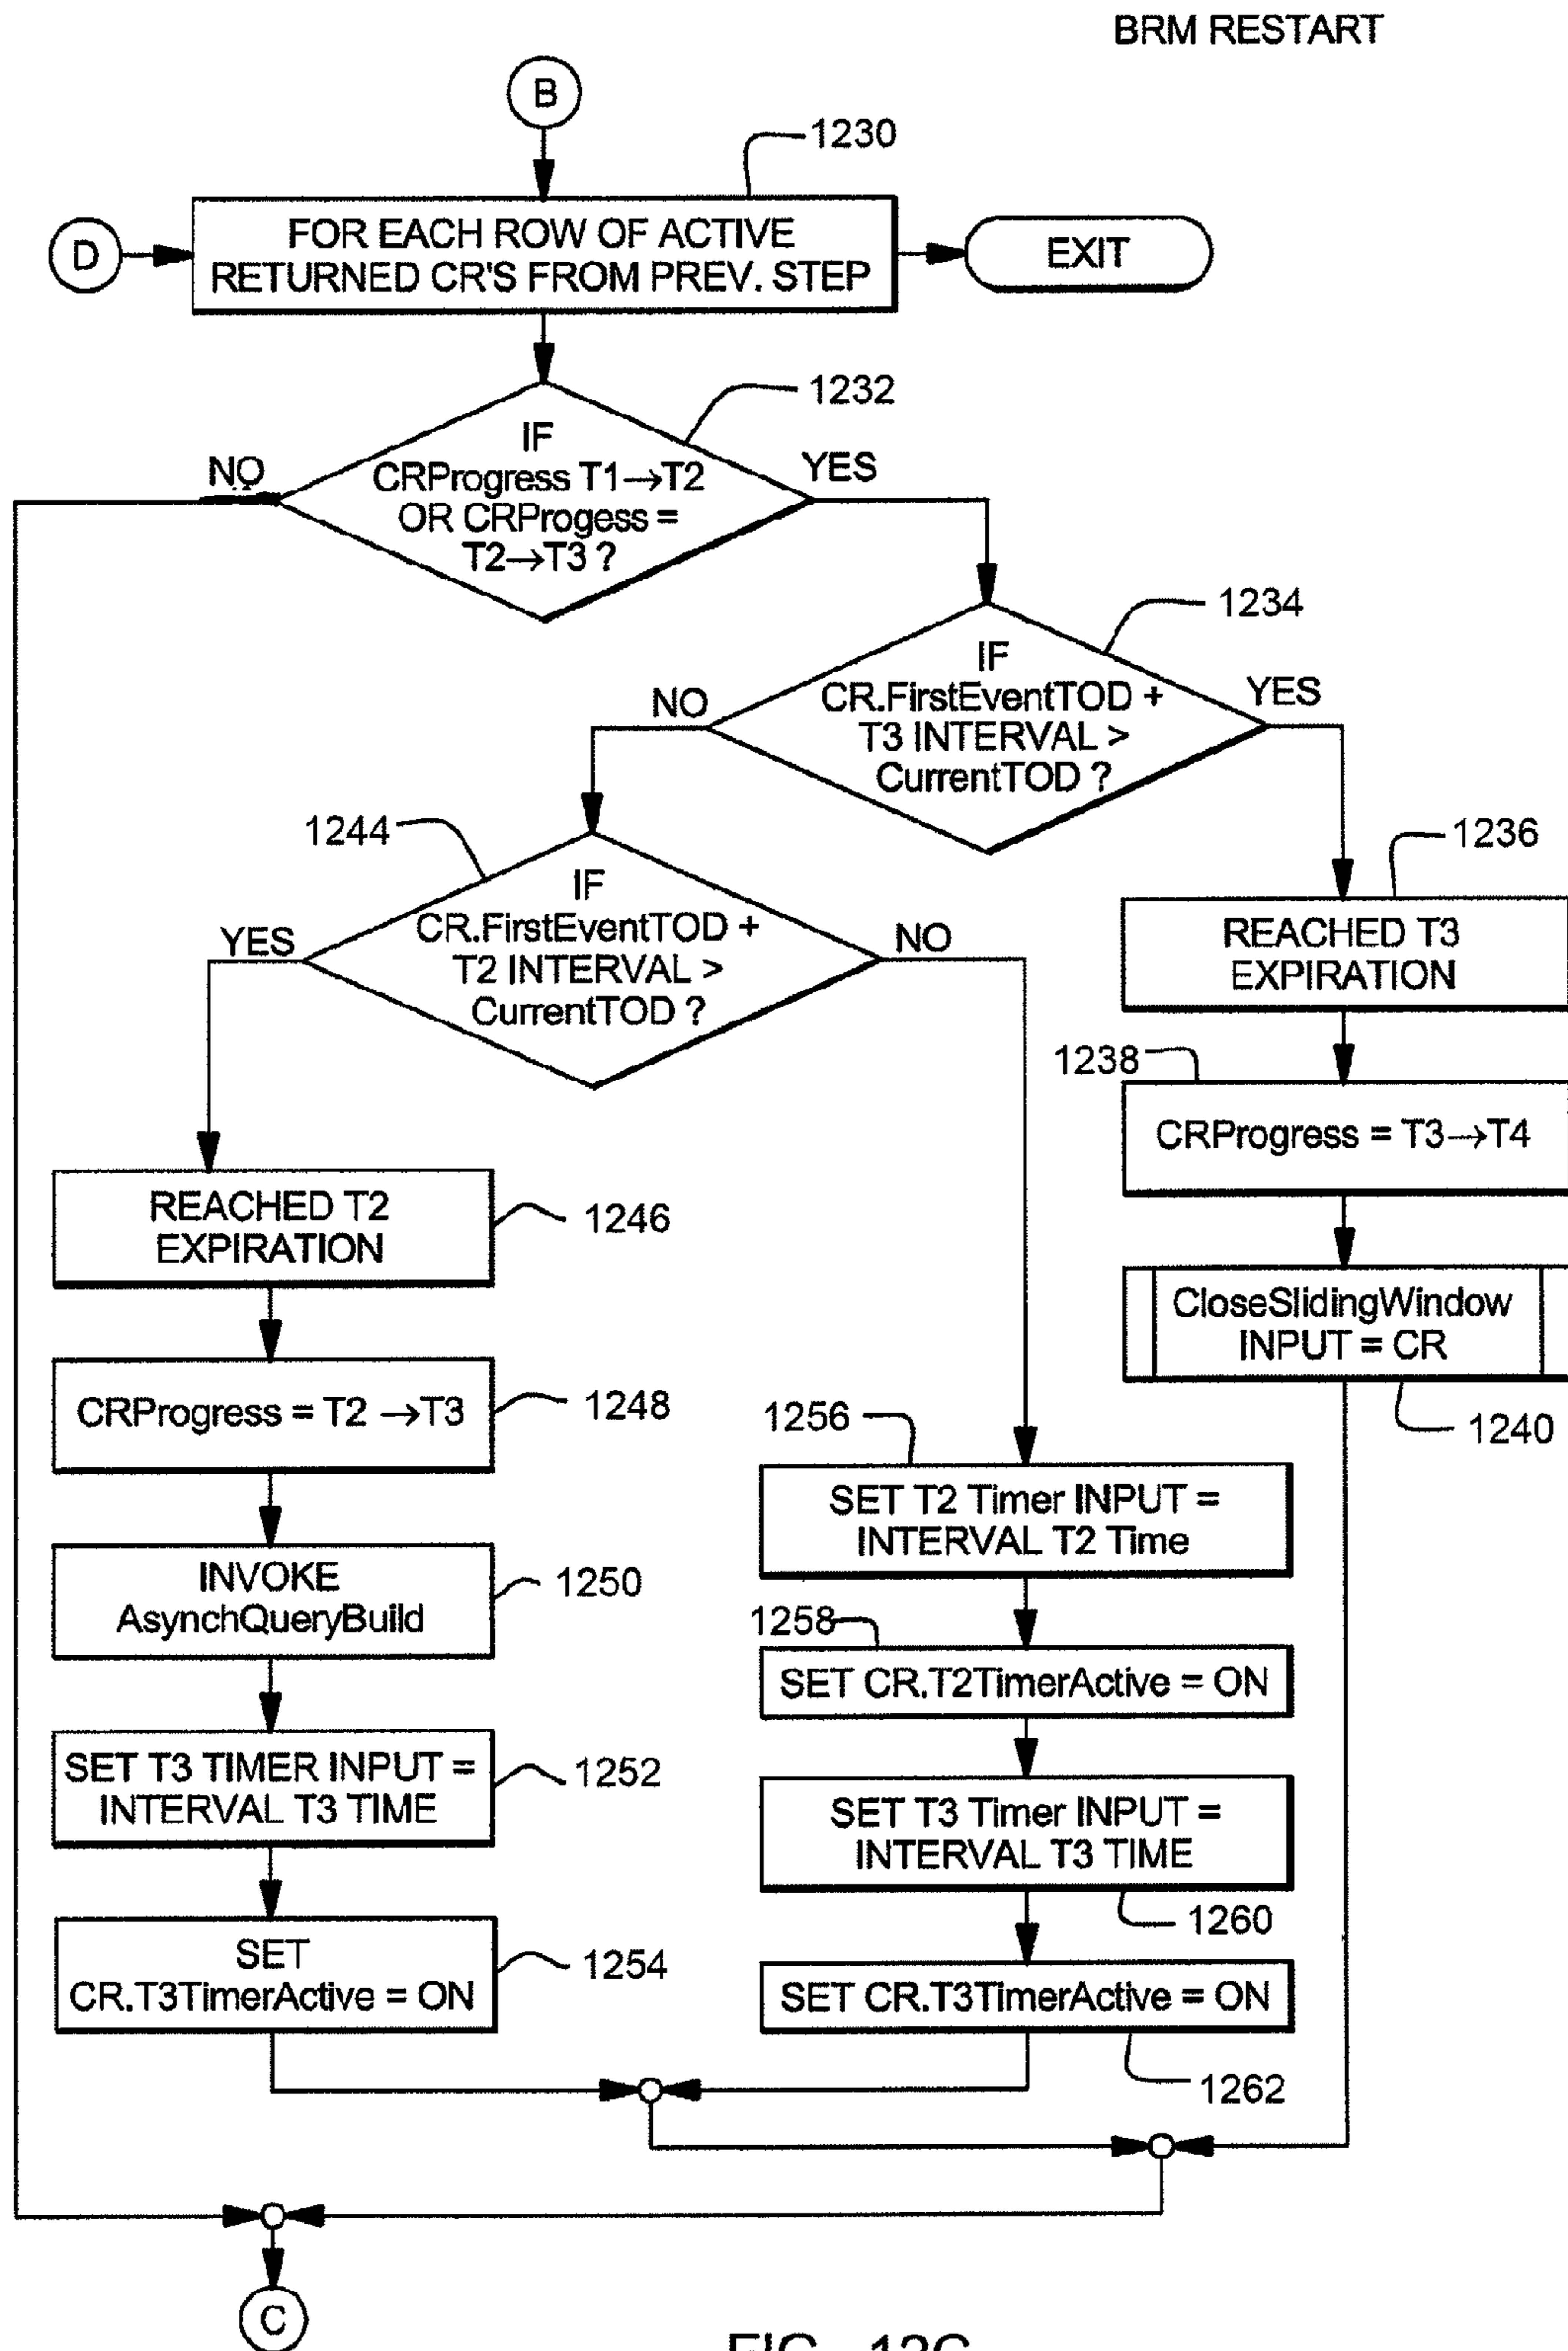 BRM RESTART
B
1230
D
FOR EACH ROW OF ACTIVE
RETURNED CR'S FROM PREV. STEP
EXIT
1232
IF
CRProgress T1→T2
OR CRProgess =
T2→T3 ?
NO
YES
1234
IF
CR.FirstEventTOD +
T3 INTERVAL >
CurrentTOD ?
NO
YES
1244
IF
CR.FirstEventTOD +
T2 INTERVAL >
CurrentTOD ?
YES
NO
1236
REACHED T3
EXPIRATION
1238
CRProgress = T3→T4
CloseSlidingWindow
INPUT = CR
1240
REACHED T2
EXPIRATION
1246
CRProgress = T2 →T3
1248
INVOKE
AsynchQueryBuild
1250
SET T3 TIMER INPUT =
INTERVAL T3 TIME
1252
SET
CR.T3TimerActive = ON
1254
1256
SET T2 Timer INPUT =
INTERVAL T2 Time
1258
SET CR.T2TimerActive = ON
SET T3 Timer INPUT =
INTERVAL T3 TIME
1260
SET CR.T3TimerActive = ON
1262
C
FIG. 12C